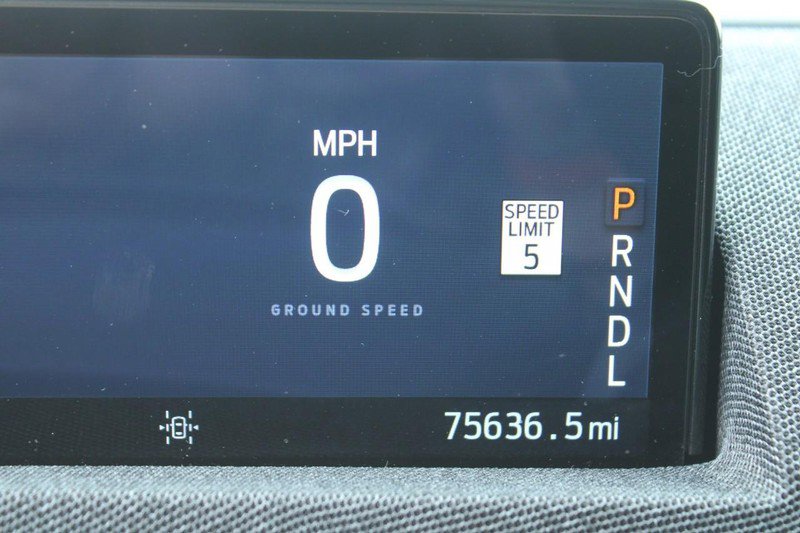 MPH
0
GROUND SPEED
SPEED
LIMIT
5
P
R
N
D
L
75636.5mi